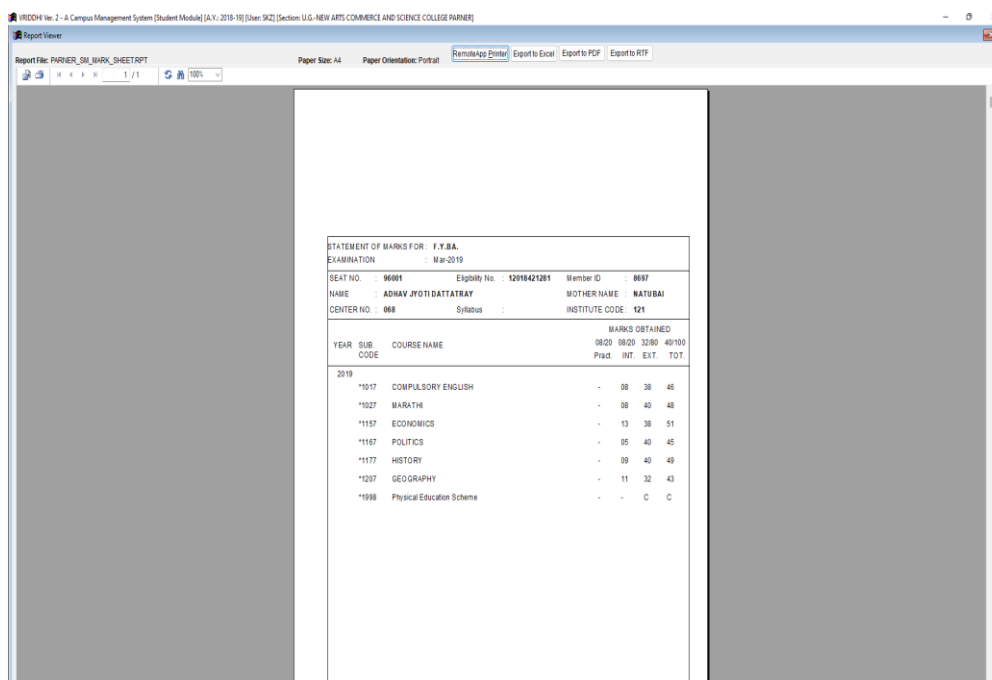 VRIDDHI Ver. 2 - A Campus Management System [Student Module] [A.Y.: 2018-19] [User: SKZ] [Section: U.G.-NEW ARTS COMMERCE AND SCIENCE COLLEGE PARNER]
Report Viewer
Report File: PARNER_SM_MARK_SHEET.RPT Paper Size: A4 Paper Orientation: Portrait RemoteApp Printer Export to Excel Export to PDF Export to RTF
1 / 1 100%
STATEMENT OF MARKS FOR : F.Y.BA.
EXAMINATION : Mar-2019
SEAT NO. : 96001 Eligibility No. : 12018421281 Member ID : 8697
NAME : ADHAV JYOTI DATTATRAY MOTHER NAME : NATUBAI
CENTER NO. : 068 Syllabus : INSTITUTE CODE : 121
MARKS OBTAINED
YEAR SUB. COURSE NAME 08/20 08/20 32/80 40/100
CODE Pract. INT. EXT. TOT.
2019
*1017 COMPULSORY ENGLISH - 08 38 46
*1027 MARATHI - 08 40 48
*1157 ECONOMICS - 13 38 51
*1167 POLITICS - 05 40 45
*1177 HISTORY - 09 40 49
*1207 GEOGRAPHY - 11 32 43
*1998 Physical Education Scheme - - C C